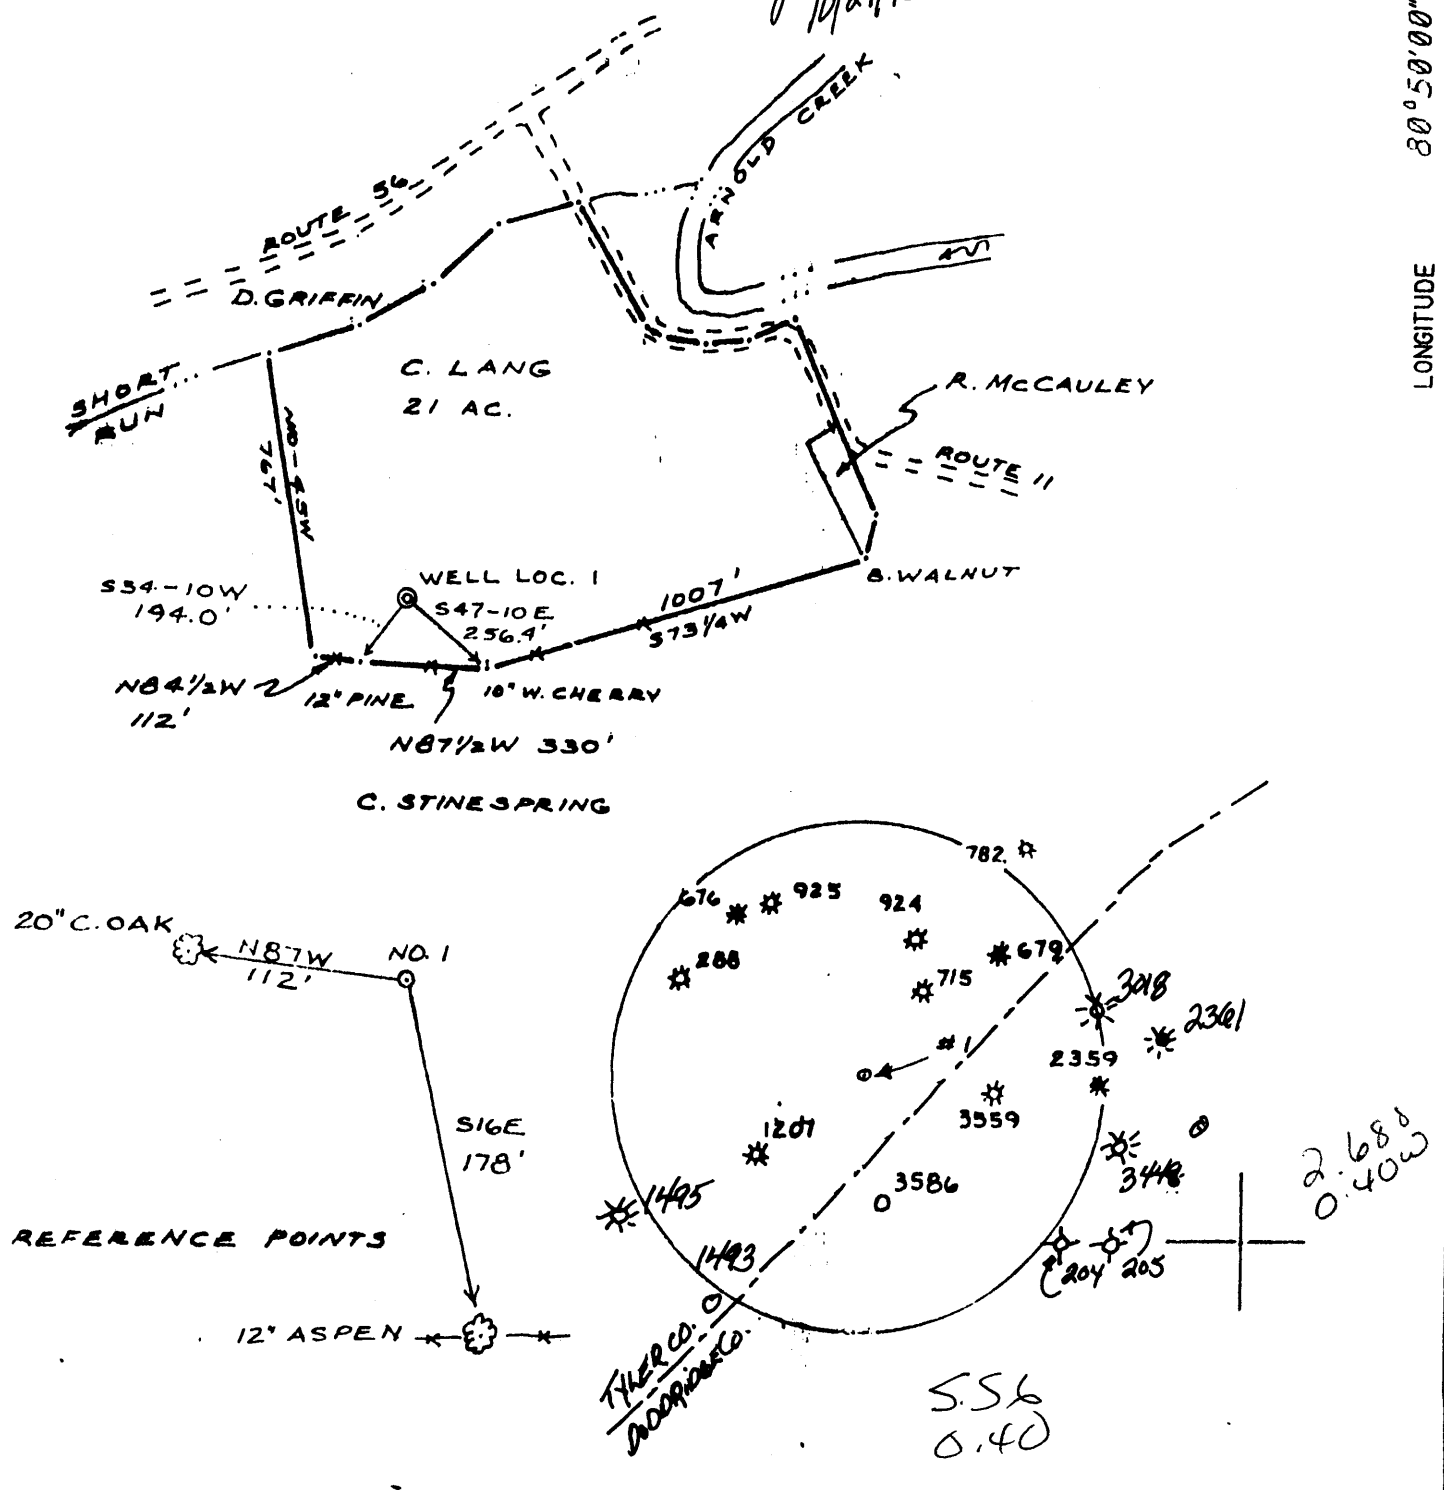 80°50'00"
LONGITUDE
ARNOLD CREEK
ROUTE 56
D. GRIFFIN
SHORT
RUN
C. LANG
21 AC.
R. McCAULEY
ROUTE 11
767'
WELL LOC. 1
S34-10W
194.0'
S47-10E
256.4'
1007'
S73 1/4 W
B. WALNUT
N84 1/2 W
112'
12" PINE
10" W. CHERRY
N87 1/2 W 330'
C. STINESPRING
782
676
925
924
20" C. OAK
N87W
112'
NO. 1
288
679
715
3018
2361
#1
2359
3559
1207
S16E
178'
3448
2.68
0.40W
1495
3586
REFERENCE POINTS
1493
204 205
12" ASPEN
TYLER CO.
DODDRIDGE CO.
5.56
0.40